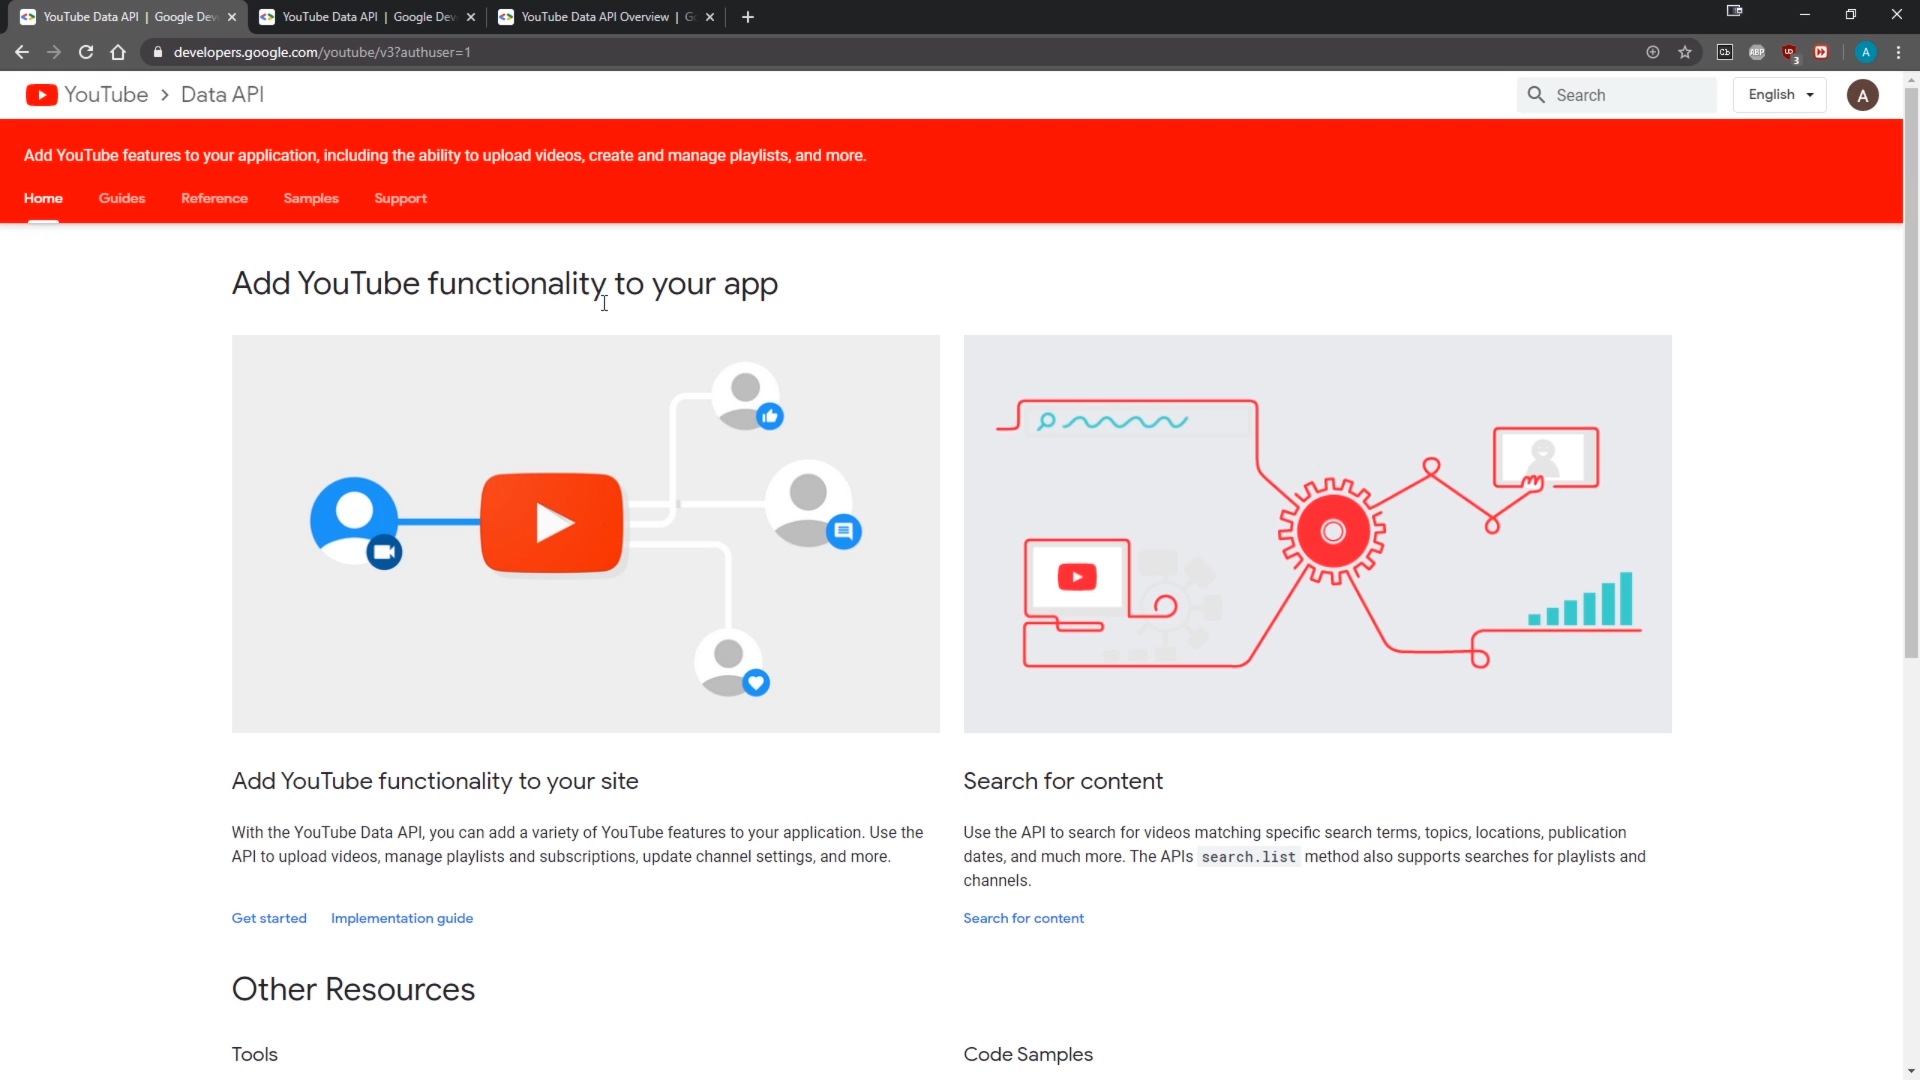 YouTube Data API | Google Dev
YouTube Data API | Google Dev
YouTube Data API Overview | G
developers.google.com/youtube/v3?authuser=1
Cb
ABP
UO
3
A
YouTube > Data API
Search
English
A
Add YouTube features to your application, including the ability to upload videos, create and manage playlists, and more.
Home Guides Reference Samples Support
Add YouTube functionality to your app
Add YouTube functionality to your site
With the YouTube Data API, you can add a variety of YouTube features to your application. Use the
API to upload videos, manage playlists and subscriptions, update channel settings, and more.
Get started Implementation guide
Search for content
Use the API to search for videos matching specific search terms, topics, locations, publication
dates, and much more. The APIs search.list method also supports searches for playlists and
channels.
Search for content
Other Resources
Tools
Code Samples